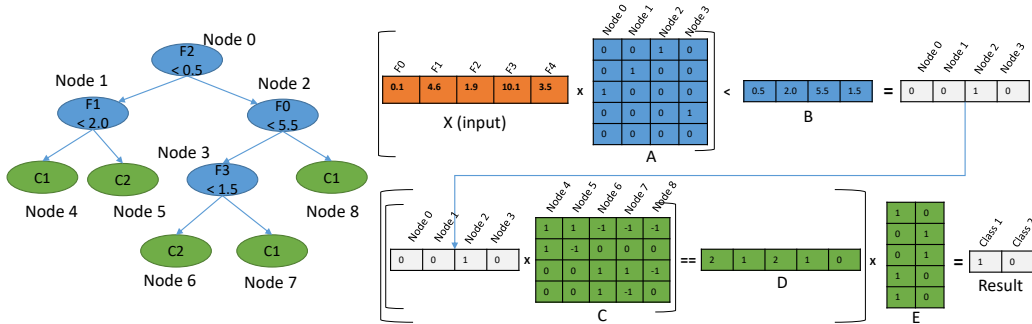 Node 0
F2
< 0.5
Node 1
Node 2
F1
< 2.0
F0
< 5.5
Node 3
C1
C2
F3
< 1.5
C1
Node 4
Node 5
Node 8
C2
C1
Node 6
Node 7
F0 F1 F2 F3 F4
0.1 4.6 1.9 10.1 3.5
X (input)
x
Node 0 Node 1 Node 2 Node 3
0 0 1 0
0 1 0 0
1 0 0 0
0 0 0 1
0 0 0 0
A
<
0.5 2.0 5.5 1.5
B
=
Node 0 Node 1 Node 2 Node 3
0 0 1 0
Node 0 Node 1 Node 2 Node 3
0 0 1 0
x
Node 4 Node 5 Node 6 Node 7 Node 8
1 1 -1 -1 -1
1 -1 0 0 0
0 0 1 1 -1
0 0 1 -1 0
C
==
2 1 2 1 0
D
x
1 0
0 1
0 1
1 0
1 0
E
=
Class 1 Class 2
1 0
Result